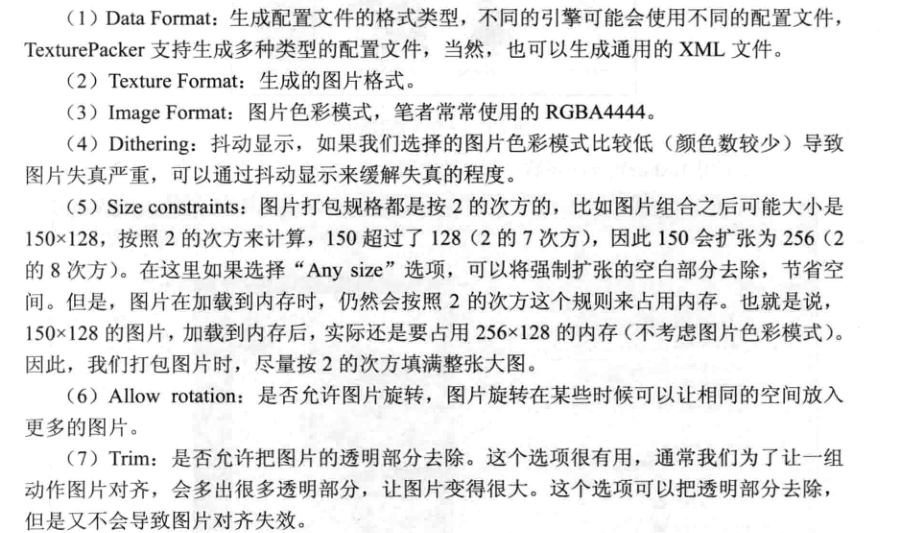 （1）Data Format：生成配置文件的格式类型，不同的引擎可能会使用不同的配置文件，
TexturePacker 支持生成多种类型的配置文件，当然，也可以生成通用的 XML 文件。
（2）Texture Format：生成的图片格式。
（3）Image Format：图片色彩模式，笔者常常使用的 RGBA4444。
（4）Dithering：抖动显示，如果我们选择的图片色彩模式比较低（颜色数较少）导致
图片失真严重，可以通过抖动显示来缓解失真的程度。
（5）Size constraints：图片打包规格都是按 2 的次方的，比如图片组合之后可能大小是
150×128，按照 2 的次方来计算，150 超过了 128（2 的 7 次方），因此 150 会扩张为 256（2
的 8 次方）。在这里如果选择“Any size”选项，可以将强制扩张的空白部分去除，节省空
间。但是，图片在加载到内存时，仍然会按照 2 的次方这个规则来占用内存。也就是说，
150×128 的图片，加载到内存后，实际还是要占用 256×128 的内存（不考虑图片色彩模式）。
因此，我们打包图片时，尽量按 2 的次方填满整张大图。
（6）Allow rotation：是否允许图片旋转，图片旋转在某些时候可以让相同的空间放入
更多的图片。
（7）Trim：是否允许把图片的透明部分去除。这个选项很有用，通常我们为了让一组
动作图片对齐，会多出很多透明部分，让图片变得很大。这个选项可以把透明部分去除，
但是又不会导致图片对齐失效。